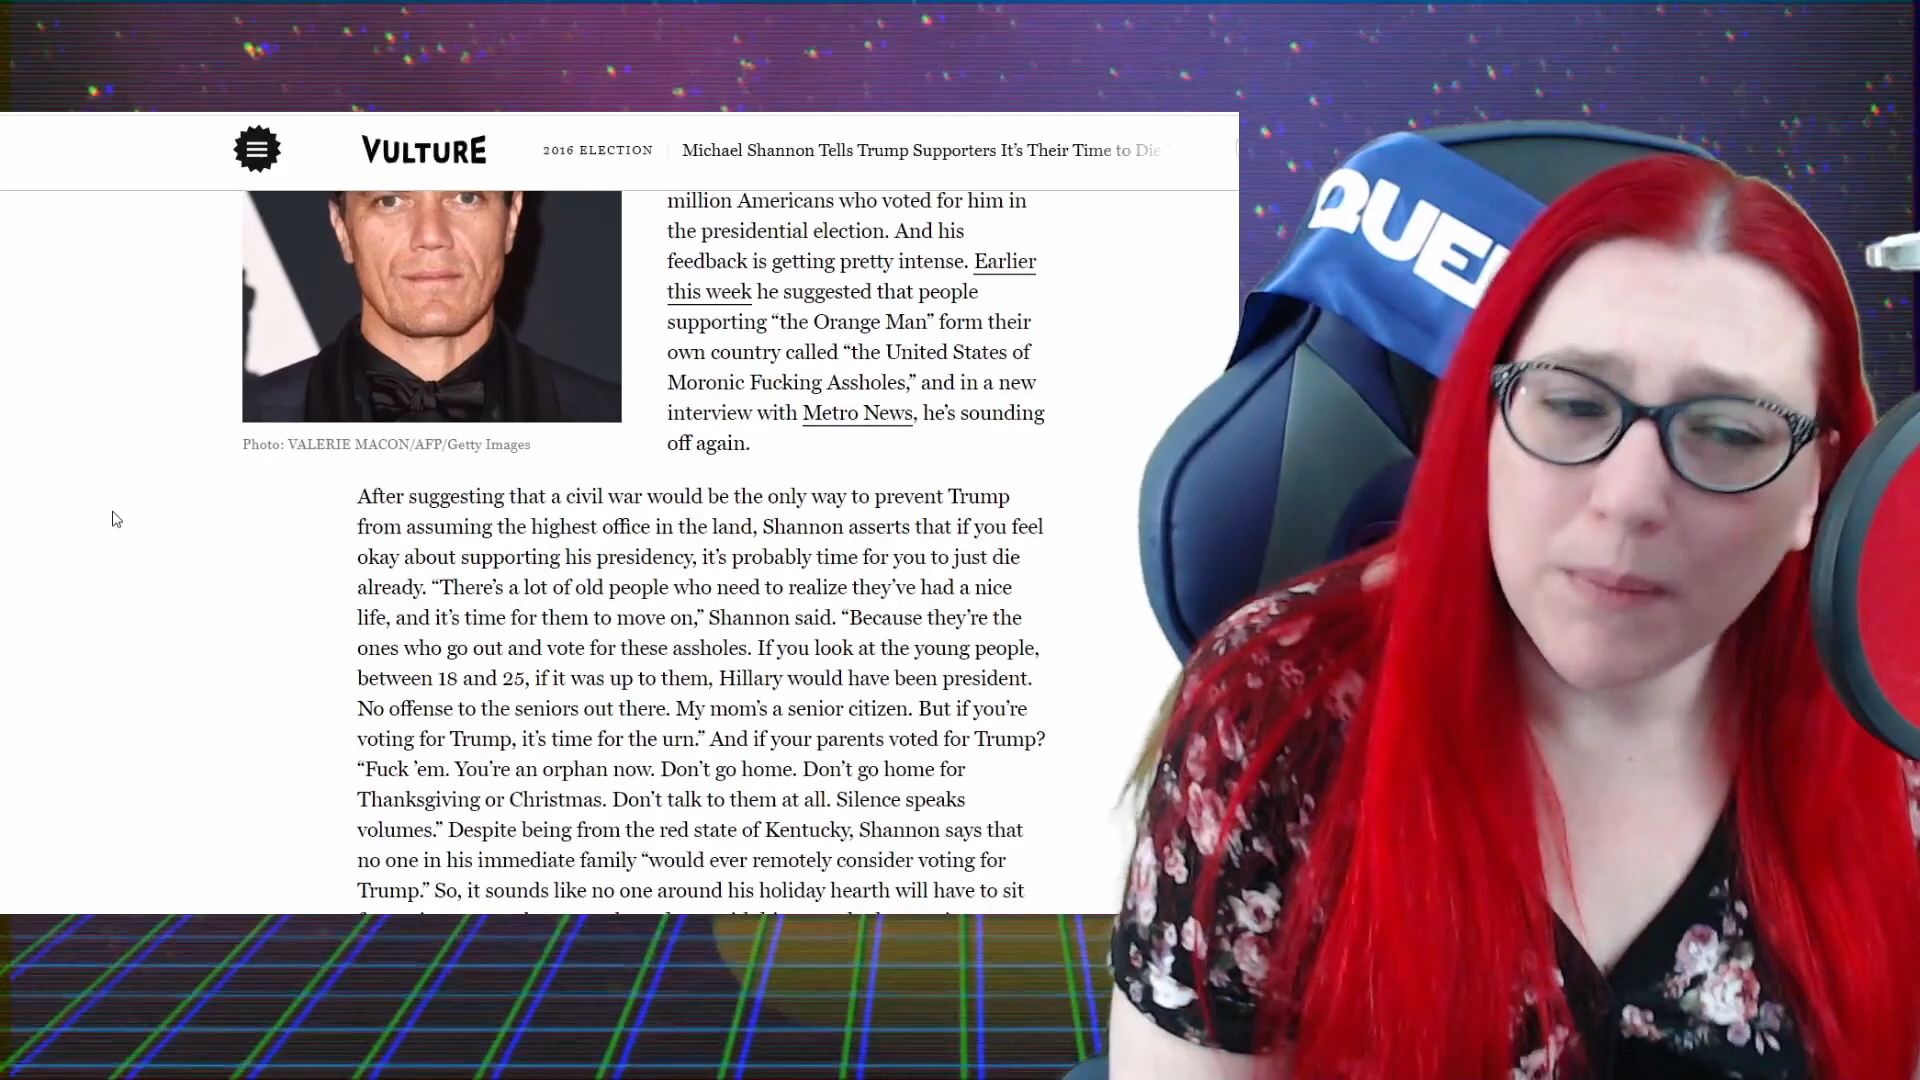 VULTURE
2016 ELECTION
Michael Shannon Tells Trump Supporters It’s Their Time to Die
million Americans who voted for him in
the presidential election. And his
feedback is getting pretty intense. Earlier
this week he suggested that people
supporting “the Orange Man” form their
own country called “the United States of
Moronic Fucking Assholes,” and in a new
interview with Metro News, he’s sounding
off again.
Photo: VALERIE MACON/AFP/Getty Images
After suggesting that a civil war would be the only way to prevent Trump
from assuming the highest office in the land, Shannon asserts that if you feel
okay about supporting his presidency, it’s probably time for you to just die
already. “There’s a lot of old people who need to realize they’ve had a nice
life, and it’s time for them to move on,” Shannon said. “Because they’re the
ones who go out and vote for these assholes. If you look at the young people,
between 18 and 25, if it was up to them, Hillary would have been president.
No offense to the seniors out there. My mom’s a senior citizen. But if you’re
voting for Trump, it’s time for the urn.” And if your parents voted for Trump?
“Fuck ’em. You’re an orphan now. Don’t go home. Don’t go home for
Thanksgiving or Christmas. Don’t talk to them at all. Silence speaks
volumes.” Despite being from the red state of Kentucky, Shannon says that
no one in his immediate family “would ever remotely consider voting for
Trump.” So, it sounds like no one around his holiday hearth will have to sit
QUE